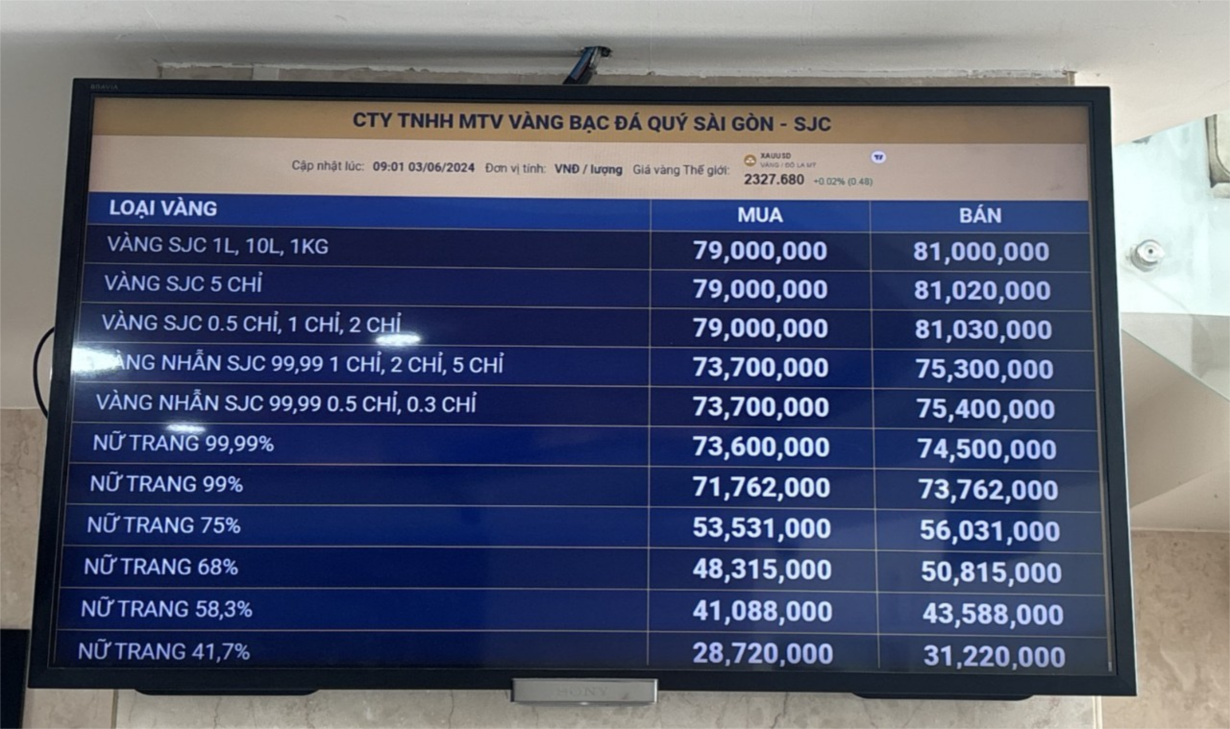 BRAVIA
CTY TNHH MTV VÀNG BẠC ĐÁ QUÝ SÀI GÒN - SJC
Cập nhật lúc: 09:01 03/06/2024 Đơn vị tính: VNĐ / lượng Giá vàng Thế giới:
XAUUSD
VÀNG / ĐÔ LA MỸ
2327.680 +0.02% (0.48)
LOẠI VÀNG MUA BÁN
VÀNG SJC 1L, 10L, 1KG 79,000,000 81,000,000
VÀNG SJC 5 CHỈ 79,000,000 81,020,000
VÀNG SJC 0.5 CHỈ, 1 CHỈ, 2 CHỈ 79,000,000 81,030,000
VÀNG NHẪN SJC 99,99 1 CHỈ, 2 CHỈ, 5 CHỈ 73,700,000 75,300,000
VÀNG NHẪN SJC 99,99 0.5 CHỈ, 0.3 CHỈ 73,700,000 75,400,000
NỮ TRANG 99,99% 73,600,000 74,500,000
NỮ TRANG 99% 71,762,000 73,762,000
NỮ TRANG 75% 53,531,000 56,031,000
NỮ TRANG 68% 48,315,000 50,815,000
NỮ TRANG 58,3% 41,088,000 43,588,000
NỮ TRANG 41,7% 28,720,000 31,220,000
SONY